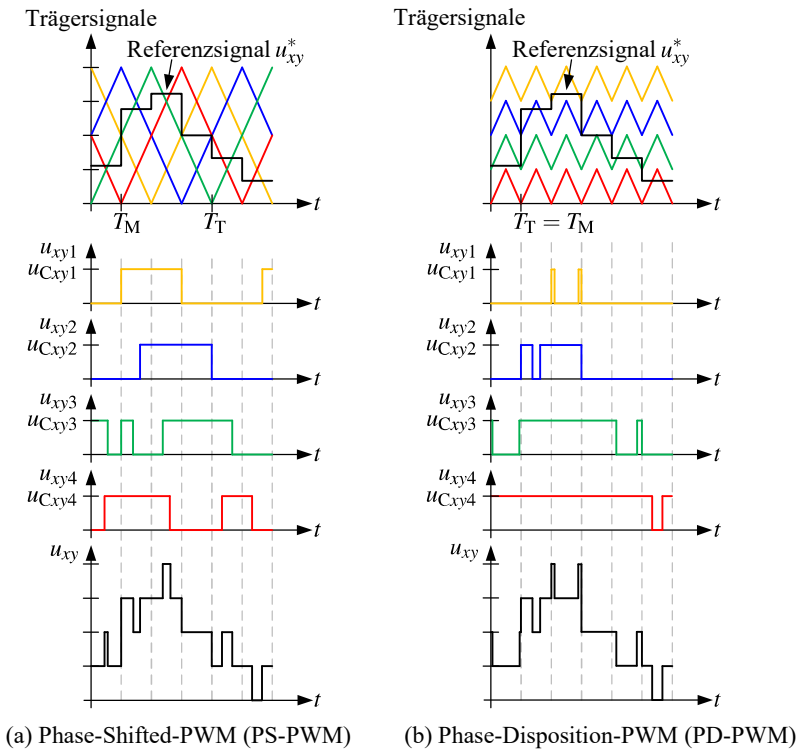 Trägersignale
Referenzsignal u*xy
t
TM
TT
uxy1
uCxy1
t
uxy2
uCxy2
t
uxy3
uCxy3
t
uxy4
uCxy4
t
uxy
t
(a) Phase-Shifted-PWM (PS-PWM)
Trägersignale
Referenzsignal u*xy
t
TT = TM
uxy1
uCxy1
t
uxy2
uCxy2
t
uxy3
uCxy3
t
uxy4
uCxy4
t
uxy
t
(b) Phase-Disposition-PWM (PD-PWM)